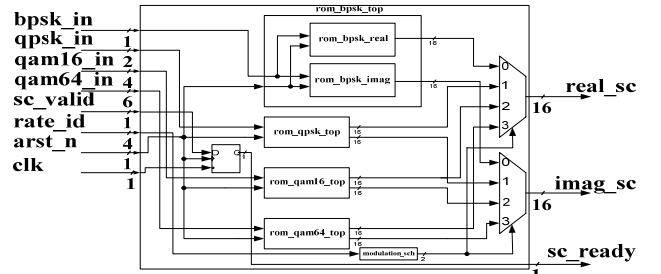 rom_bpsk_top
bpsk_in
1
rom_bpsk_real
16
qpsk_in
2
rom_bpsk_imag
16
qam16_in
4
qam64_in
6
sc_valid
1
rate_id
4
arst_n
1
clk
1
rom_qpsk_top
16
16
1
rom_qam16_top
16
16
rom_qam64_top
16
16
modulation_sch
2
0
1
2
3
real_sc
16
0
1
2
3
imag_sc
16
sc_ready
1